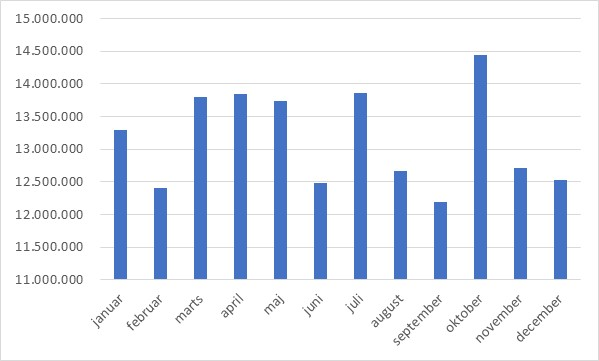 15.000.000
14.500.000
14.000.000
13.500.000
13.000.000
12.500.000
12.000.000
11.500.000
11.000.000
januar
februar
marts
april
maj
juni
juli
august
september
oktober
november
december